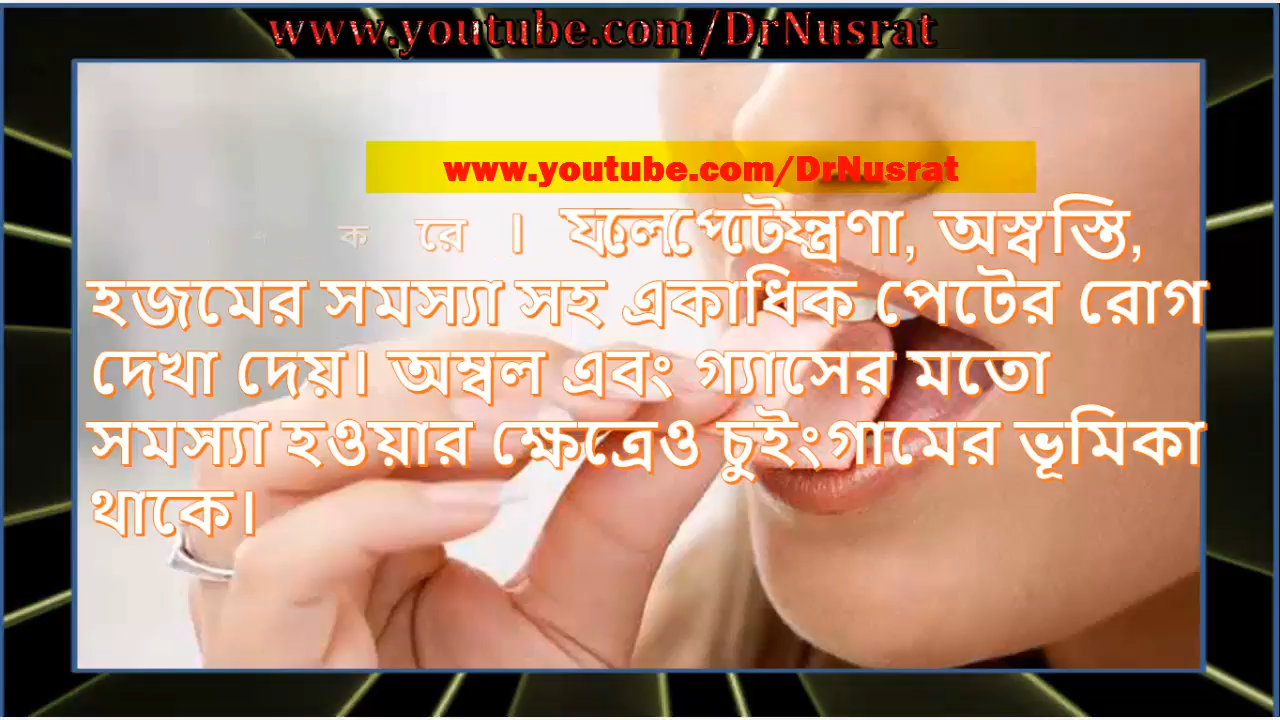 www.youtube.com/DrNusrat
www.youtube.com/DrNusrat
করে । যন্ত্রণা, অস্বস্তি,
হজমের সমস্যা সহ একাধিক পেটের রোগ
দেখা দেয়। অম্বল এবং গ্যাসের মতো
সমস্যা হওয়ার ক্ষেত্রেও চুইংগামের ভূমিকা
থাকে।